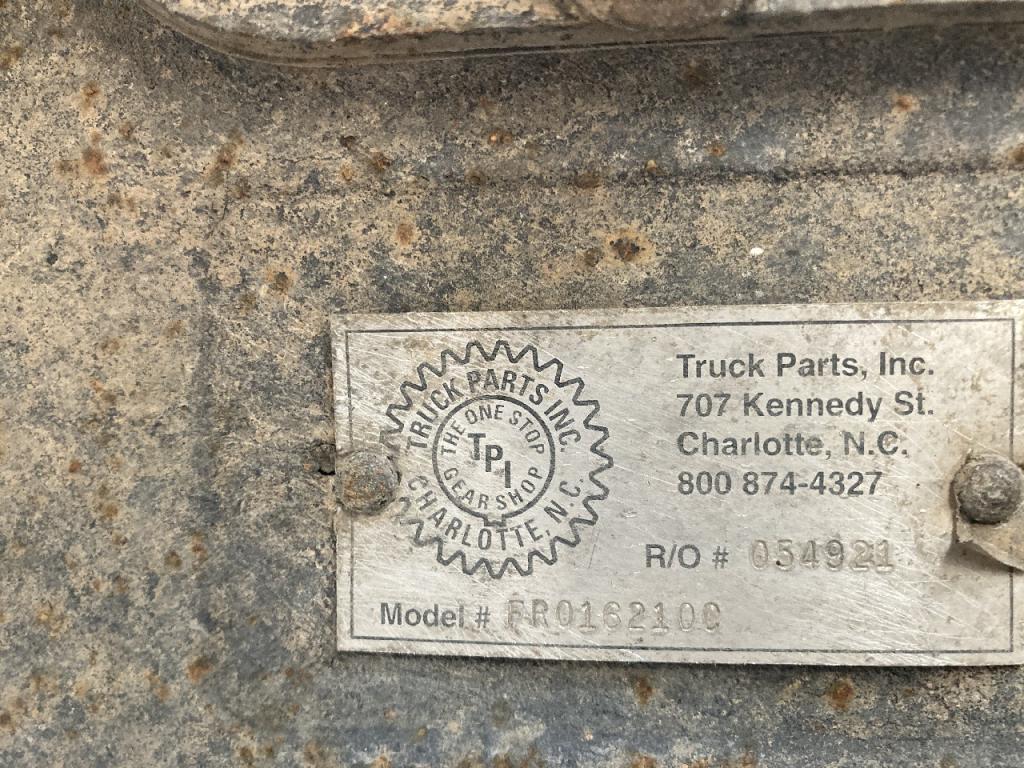 TRUCK PARTS INC.
THE ONE STOP
TPI
GEAR SHOP
CHARLOTTE N.C.
Truck Parts, Inc.
707 Kennedy St.
Charlotte, N.C.
800 874-4327
R/O # 054921
Model # FRO16210C